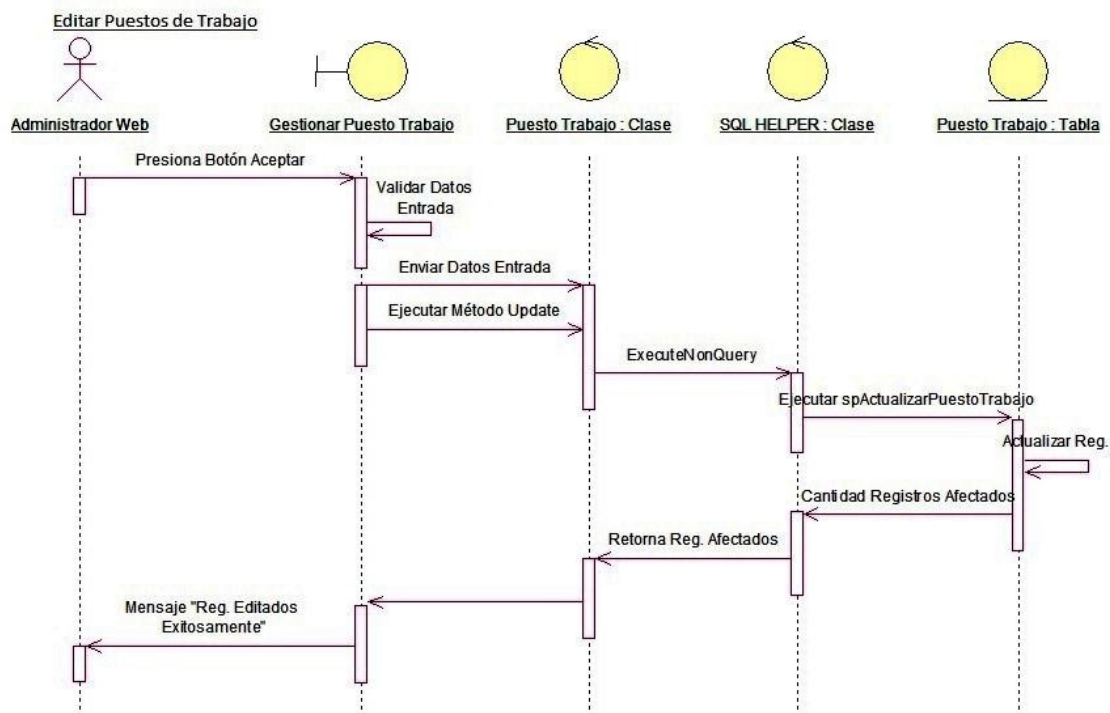 Editar Puestos de Trabajo
Administrador Web
Gestionar Puesto Trabajo
Puesto Trabajo : Clase
SQL HELPER : Clase
Puesto Trabajo : Tabla
Presiona Botón Aceptar
Validar Datos
Entrada
Enviar Datos Entrada
Ejecutar Método Update
ExecuteNonQuery
Ejecutar spActualizarPuestoTrabajo
Actualizar Reg.
Cantidad Registros Afectados
Retorna Reg. Afectados
Mensaje "Reg. Editados
Exitosamente"